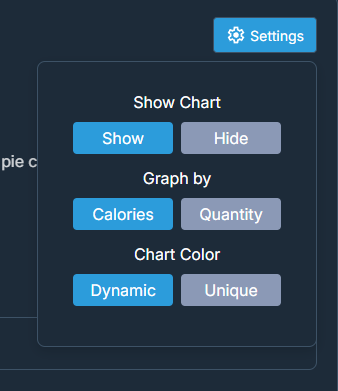 Settings
Show Chart
Show Hide
pie c
Graph by
Calories Quantity
Chart Color
Dynamic Unique